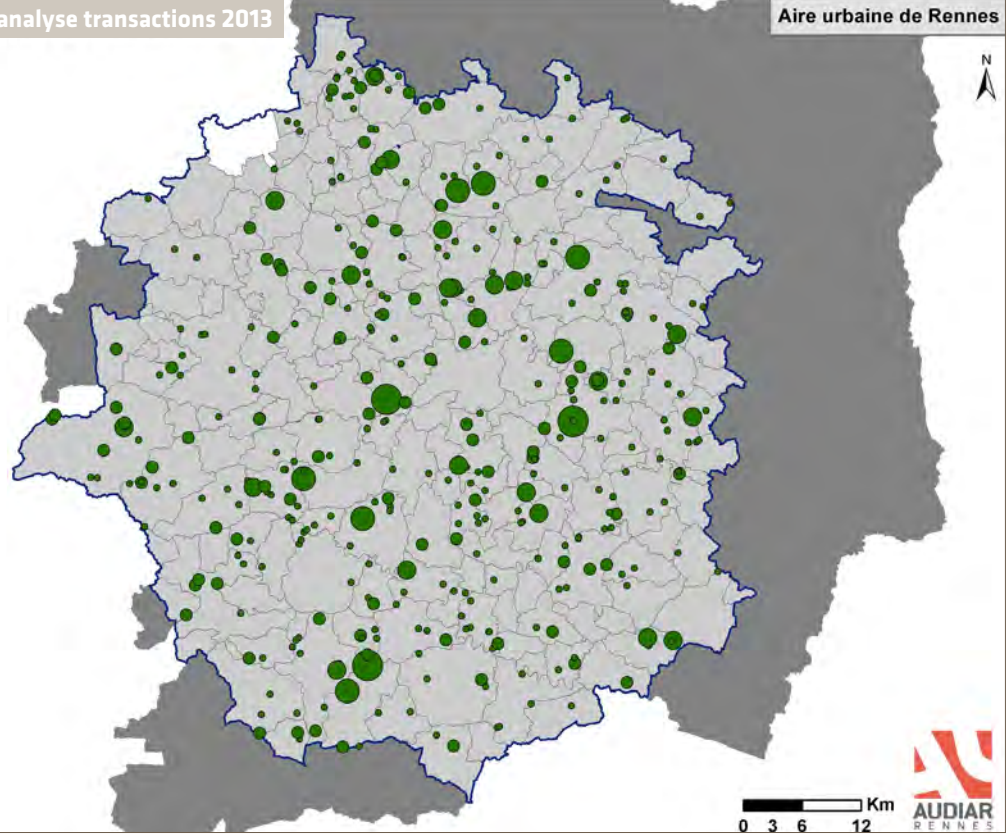 analyse transactions 2013
Aire urbaine de Rennes
N
Km
0 3 6 12
AUDIAR
RENNES